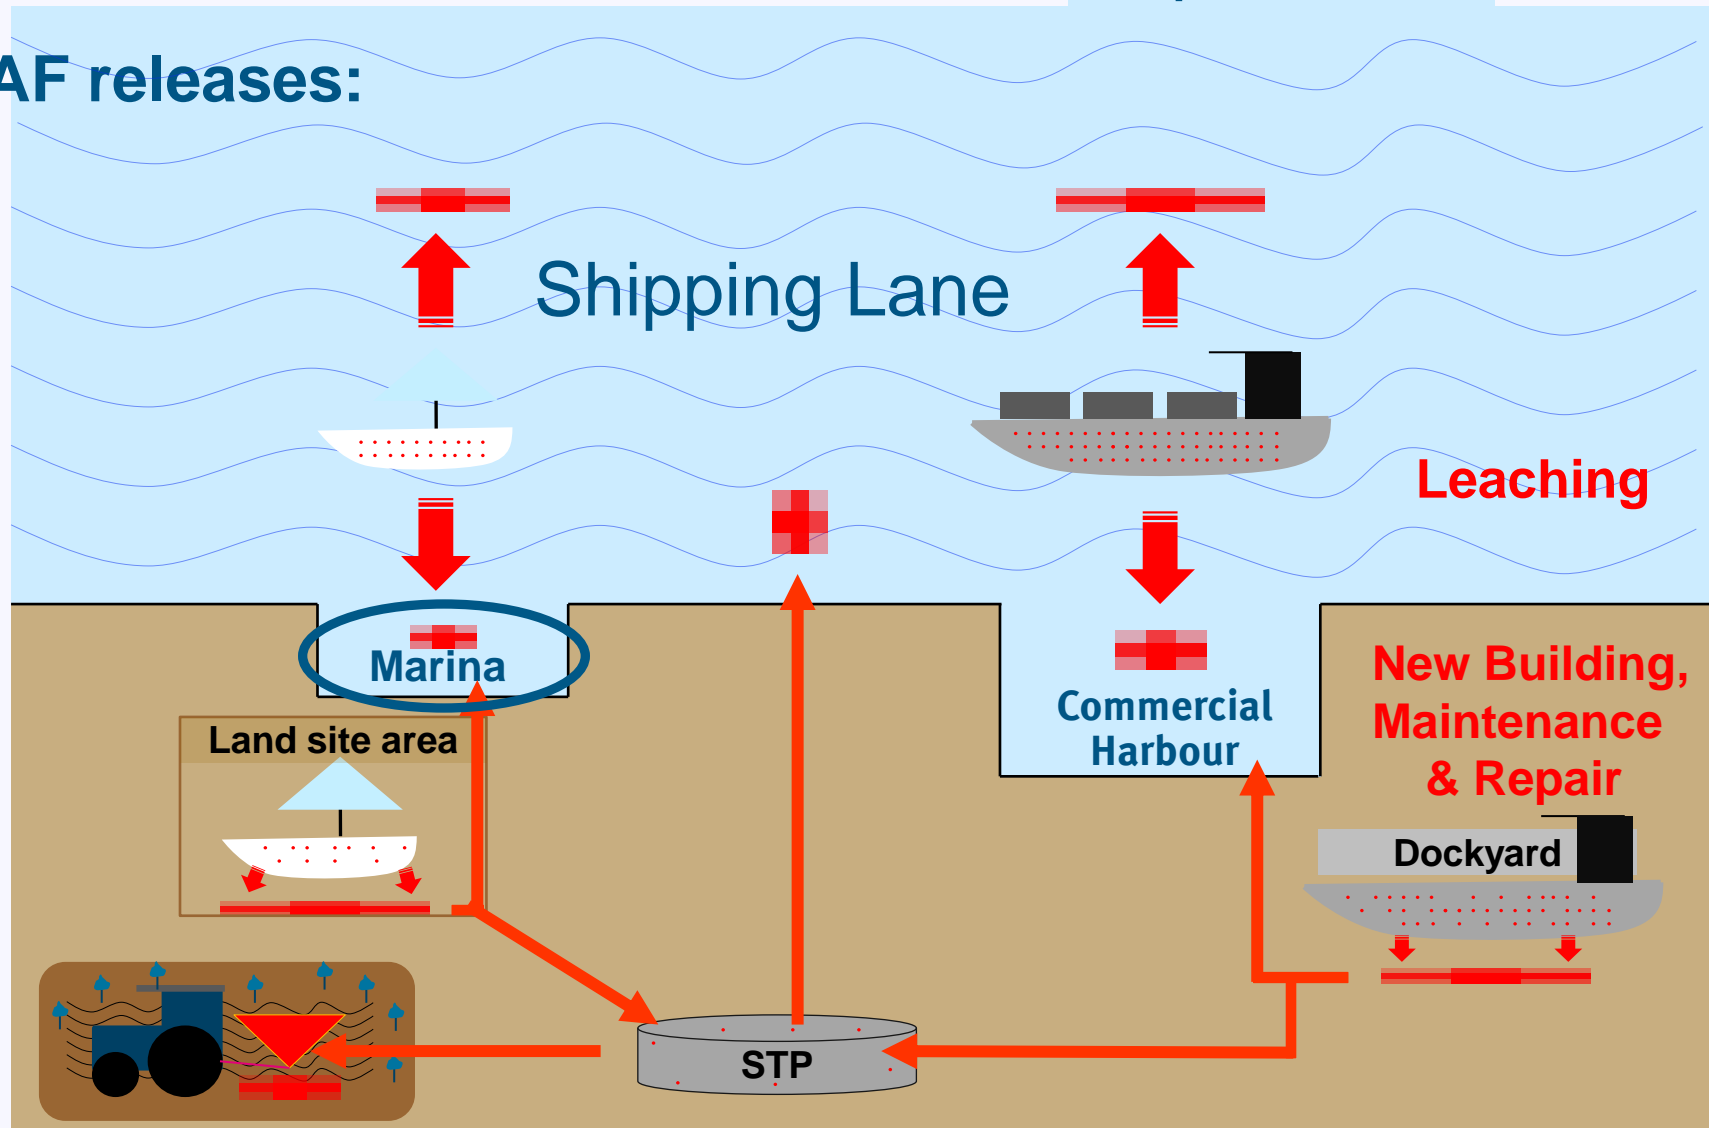 AF releases:
Shipping Lane
Leaching
Marina
Commercial
Harbour
New Building,
Maintenance
& Repair
Land site area
Dockyard
STP